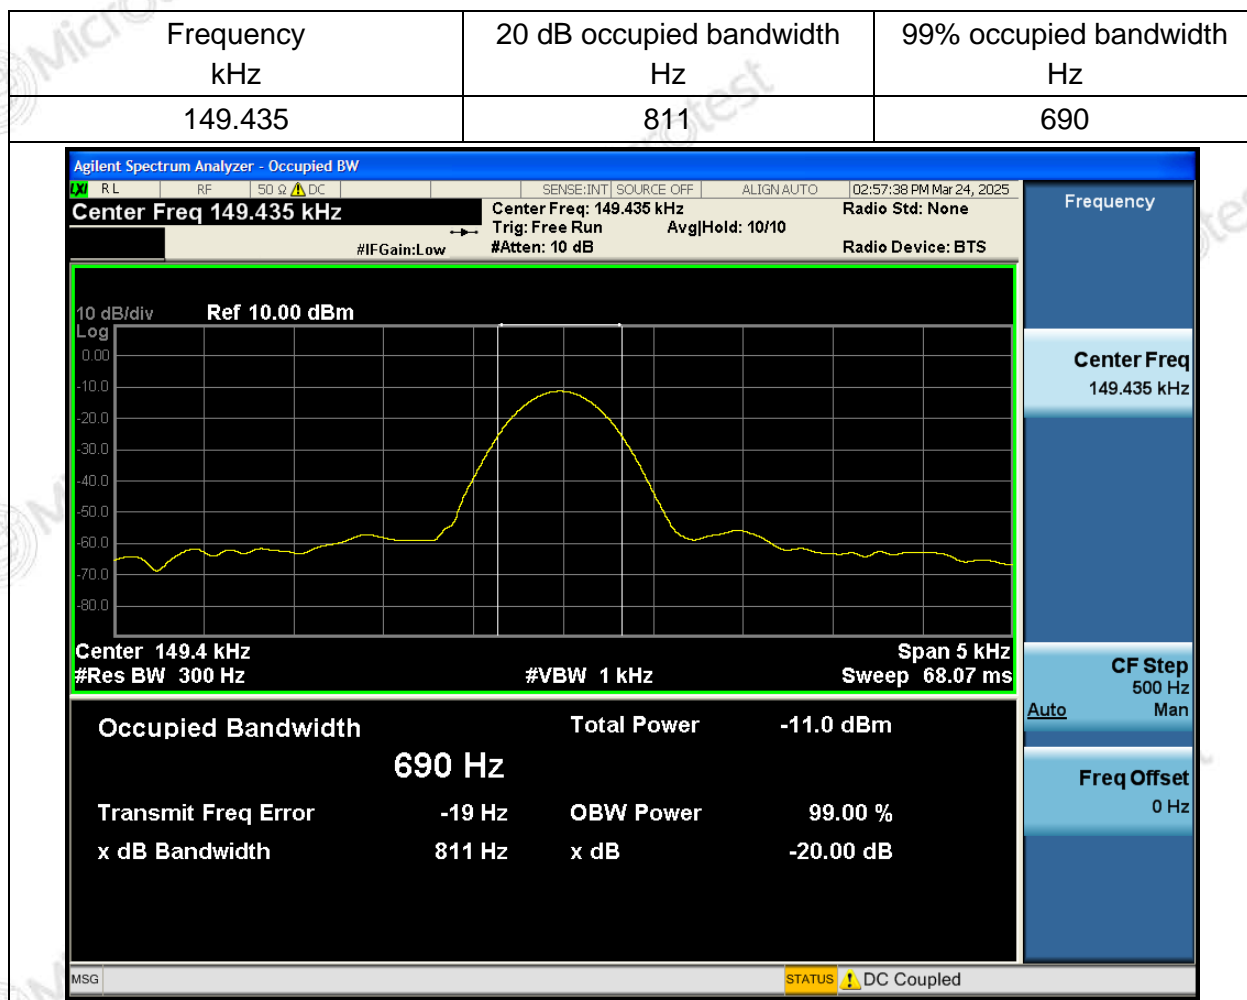 Frequency kHz
20 dB occupied bandwidth Hz
99% occupied bandwidth Hz
149.435 811 690
Agilent Spectrum Analyzer - Occupied BW
LXI RL RF 50 Ω DC SENSE:INT SOURCE OFF ALIGN AUTO 02:57:38 PM Mar 24, 2025
Center Freq 149.435 kHz
Center Freq: 149.435 kHz
Radio Std: None
Trig: Free Run Avg|Hold: 10/10
#IFGain:Low
#Atten: 10 dB
Radio Device: BTS
10 dB/div Ref 10.00 dBm
Log
0.00
-10.0
-20.0
-30.0
-40.0
-50.0
-60.0
-70.0
-80.0
Center 149.4 kHz Span 5 kHz
#Res BW 300 Hz #VBW 1 kHz Sweep 68.07 ms
Occupied Bandwidth Total Power -11.0 dBm
690 Hz
Transmit Freq Error -19 Hz OBW Power 99.00 %
x dB Bandwidth 811 Hz x dB -20.00 dB
Frequency
Center Freq
149.435 kHz
CF Step
500 Hz
Auto Man
Freq Offset
0 Hz
MSG STATUS DC Coupled